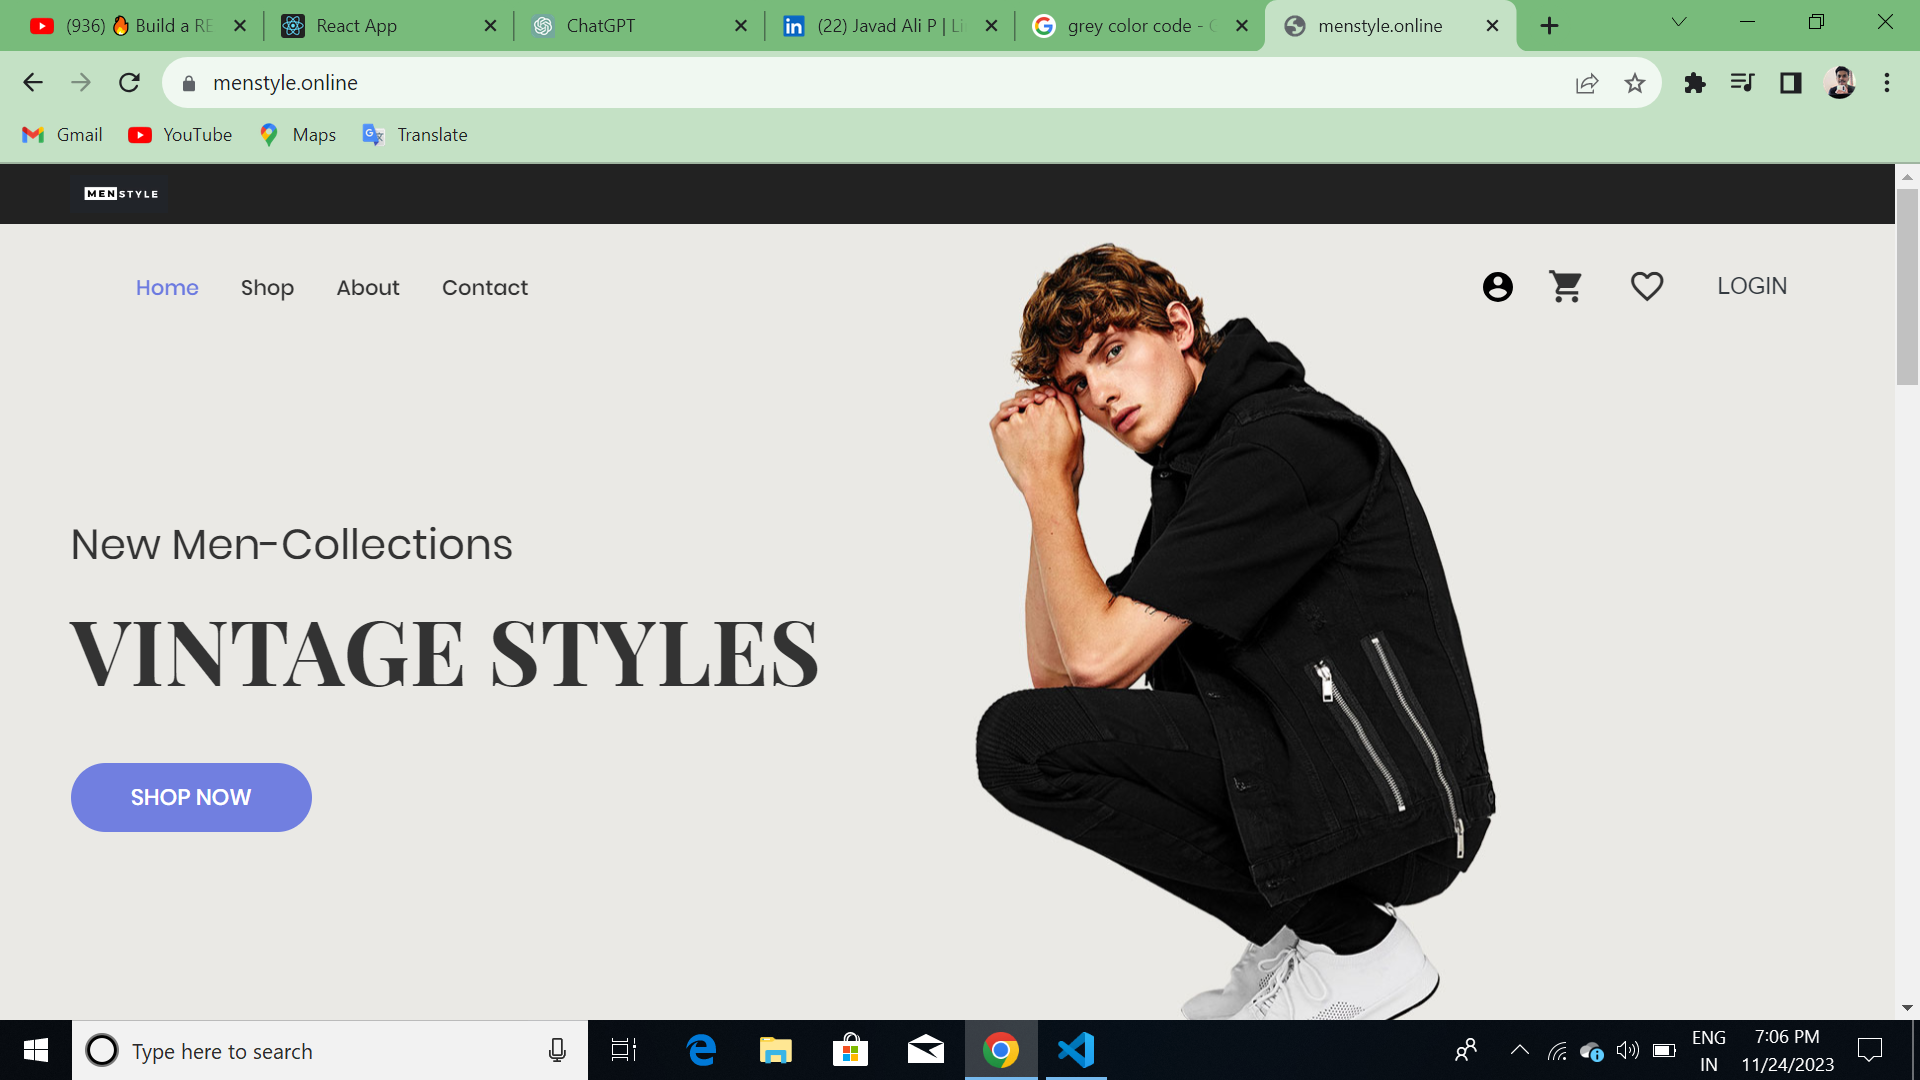 (936) 🔥 Build a RE
React App
ChatGPT
(22) Javad Ali P | Li
grey color code - G
menstyle.online
menstyle.online
Gmail
YouTube
Maps
Translate
MENSTYLE
Home
Shop
About
Contact
LOGIN
New Men-Collections
VINTAGE STYLES
SHOP NOW
Type here to search
ENG
IN
7:06 PM
11/24/2023